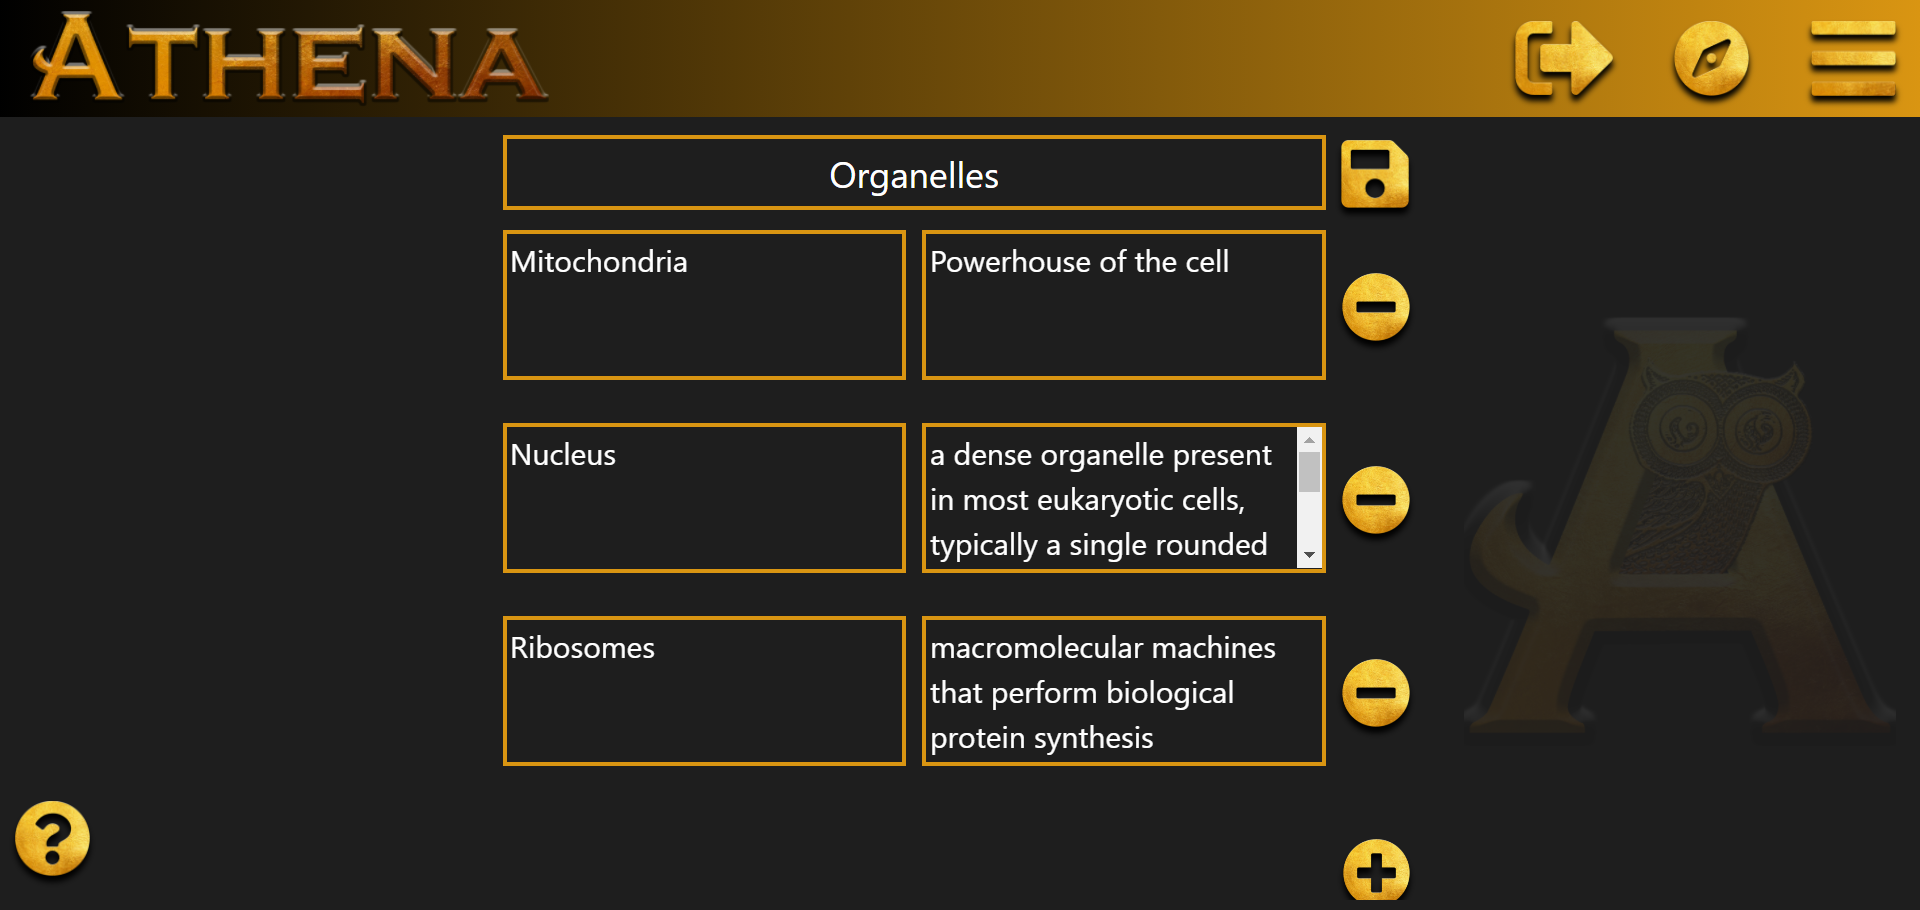 ATHENA
Organelles
Mitochondria
Powerhouse of the cell
Nucleus
a dense organelle present
in most eukaryotic cells,
typically a single rounded
Ribosomes
macromolecular machines
that perform biological
protein synthesis
?
A